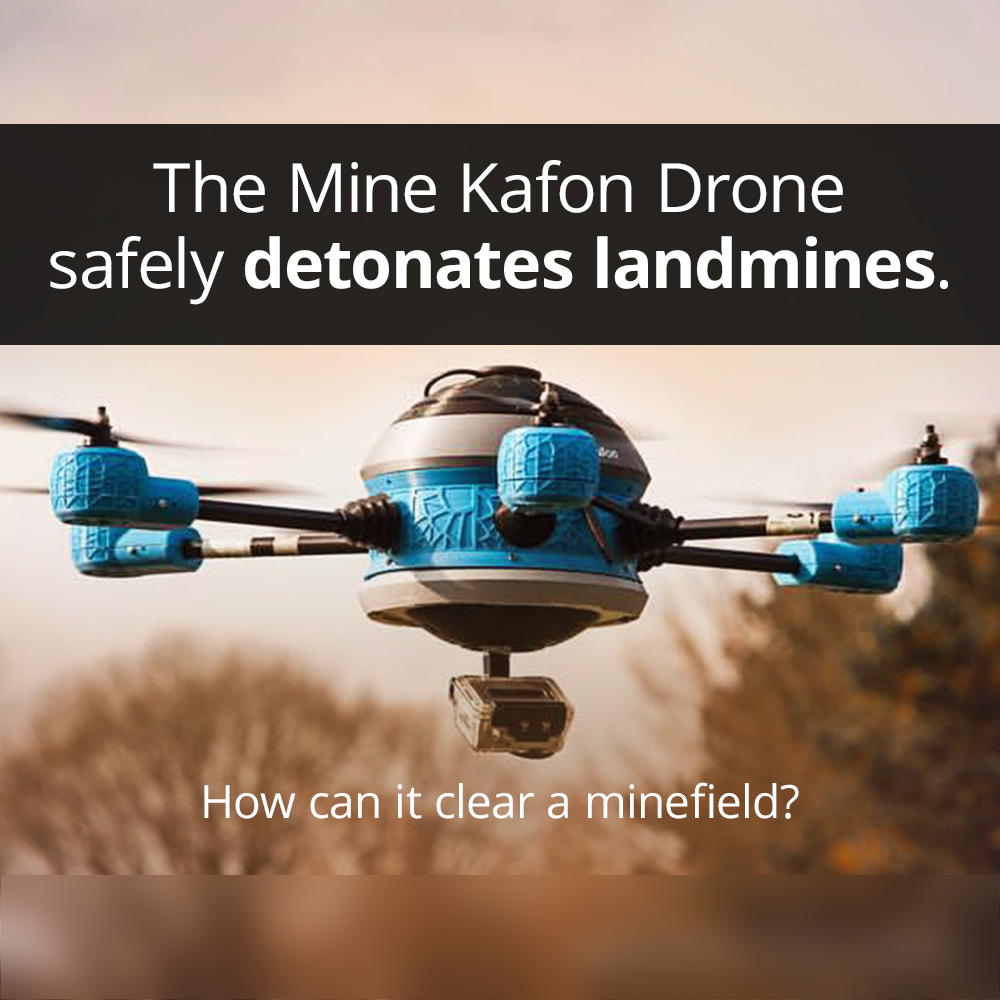 The Mine Kafon Drone
safely detonates landmines.
How can it clear a minefield?